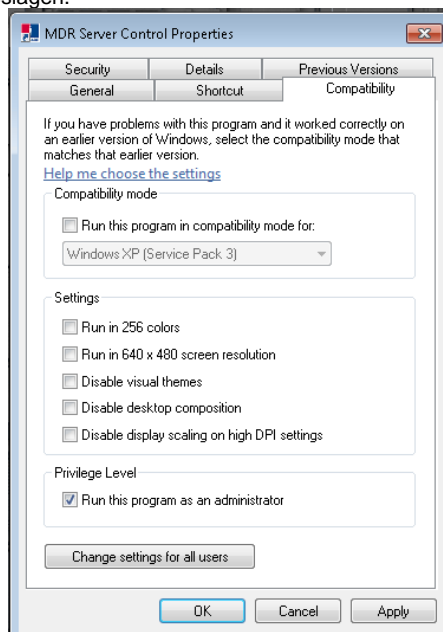 slagen.
MDR Server Control Properties
Security Details Previous Versions
General Shortcut Compatibility
If you have problems with this program and it worked correctly on
an earlier version of Windows, select the compatibility mode that
matches that earlier version.
Help me choose the settings
Compatibility mode
Run this program in compatibility mode for:
Windows XP (Service Pack 3)
Settings
Run in 256 colors
Run in 640 x 480 screen resolution
Disable visual themes
Disable desktop composition
Disable display scaling on high DPI settings
Privilege Level
Run this program as an administrator
Change settings for all users
OK Cancel Apply